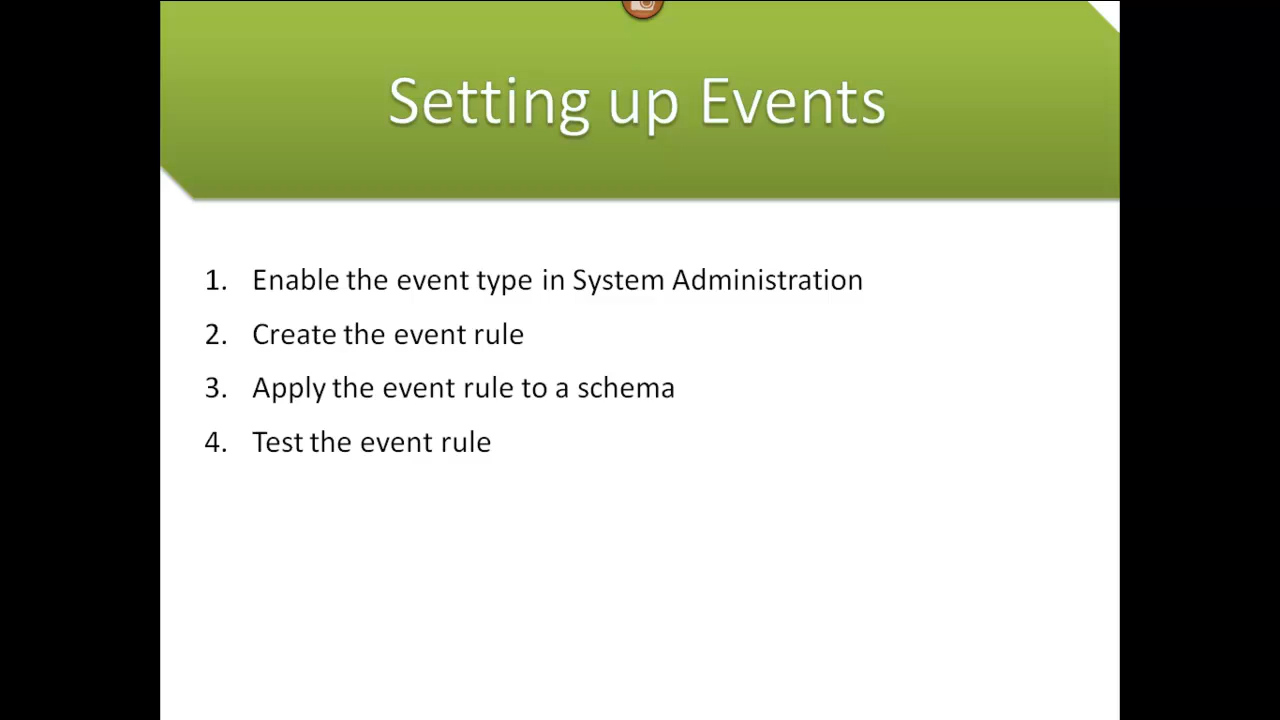 Setting up Events
1. Enable the event type in System Administration
2. Create the event rule
3. Apply the event rule to a schema
4. Test the event rule